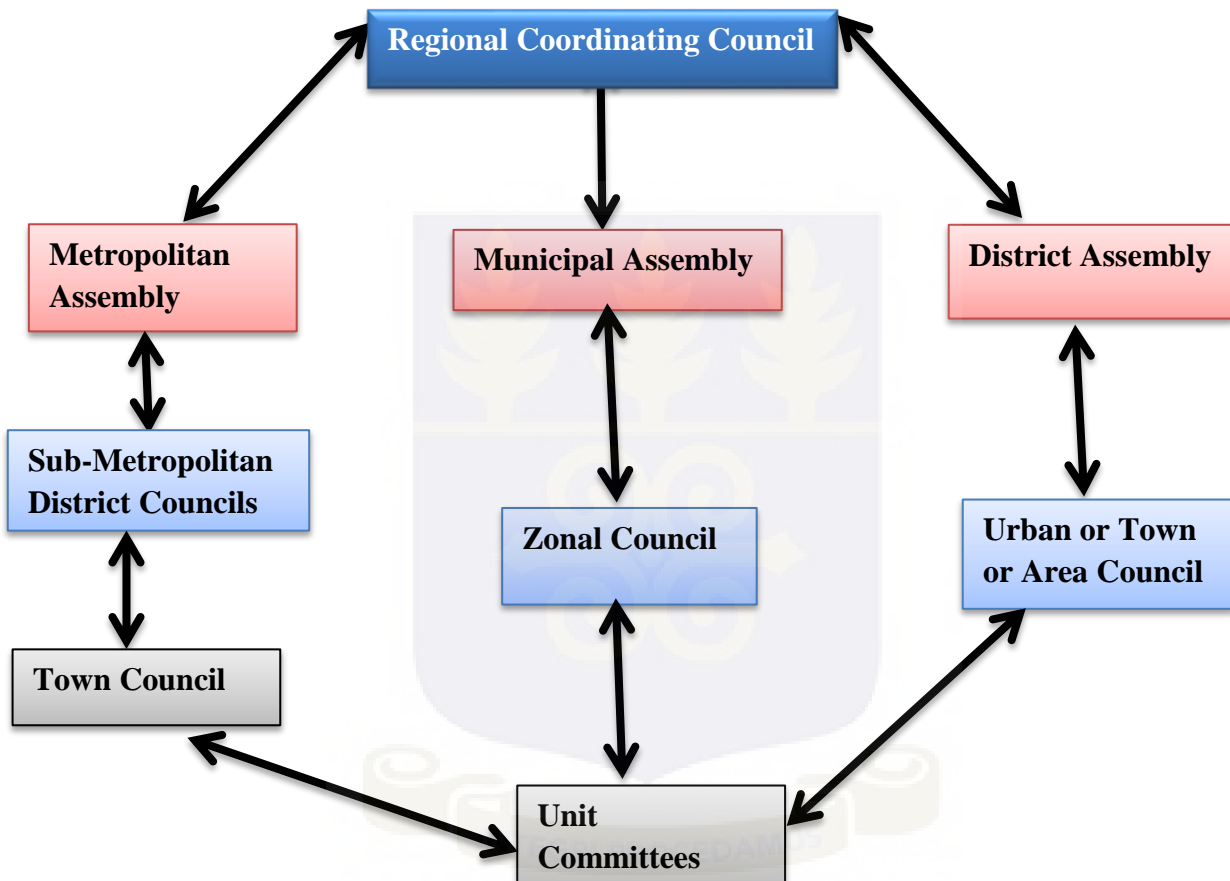 Regional Coordinating Council
Metropolitan
Assembly
Municipal Assembly
District Assembly
Sub-Metropolitan
District Councils
Zonal Council
Urban or Town
or Area Council
Town Council
Unit
Committees